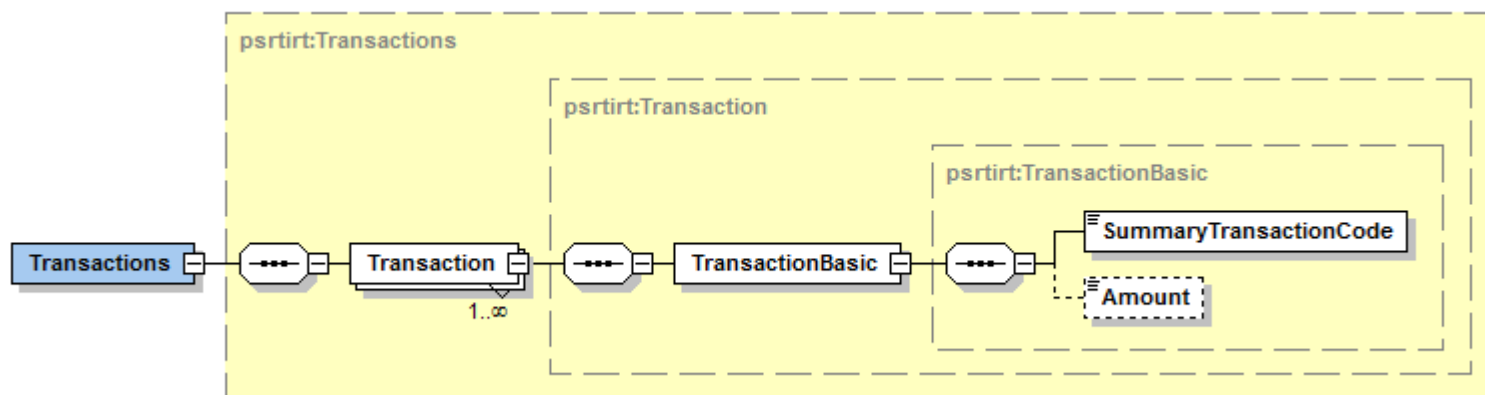 psrtirt:Transactions
psrtirt:Transaction
psrtirt:TransactionBasic
SummaryTransactionCode
Transactions
Transaction
TransactionBasic
Amount
1..∞